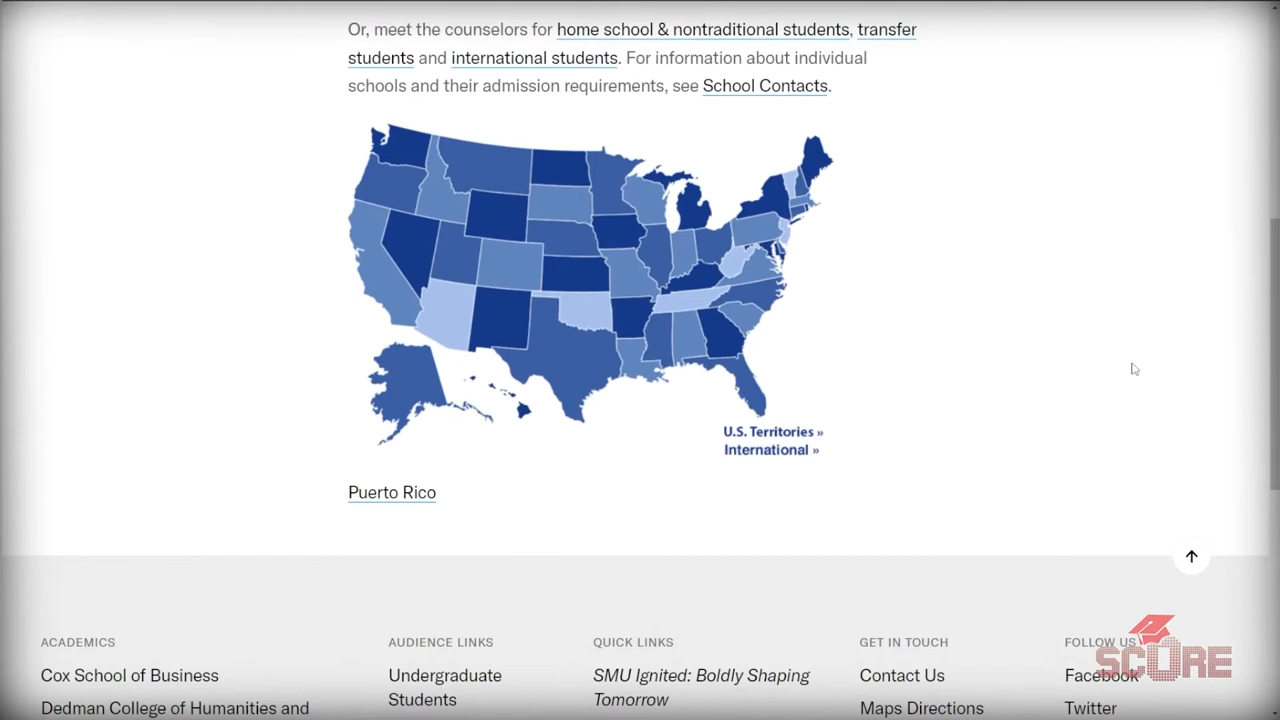 Or, meet the counselors for home school & nontraditional students, transfer
students and international students. For information about individual
schools and their admission requirements, see School Contacts.
U.S. Territories »
International »
Puerto Rico
ACADEMICS
Cox School of Business
Dedman College of Humanities and
AUDIENCE LINKS
Undergraduate
Students
QUICK LINKS
SMU Ignited: Boldly Shaping
Tomorrow
GET IN TOUCH
Contact Us
Maps Directions
FOLLOW US
Facebook
Twitter
SCORE